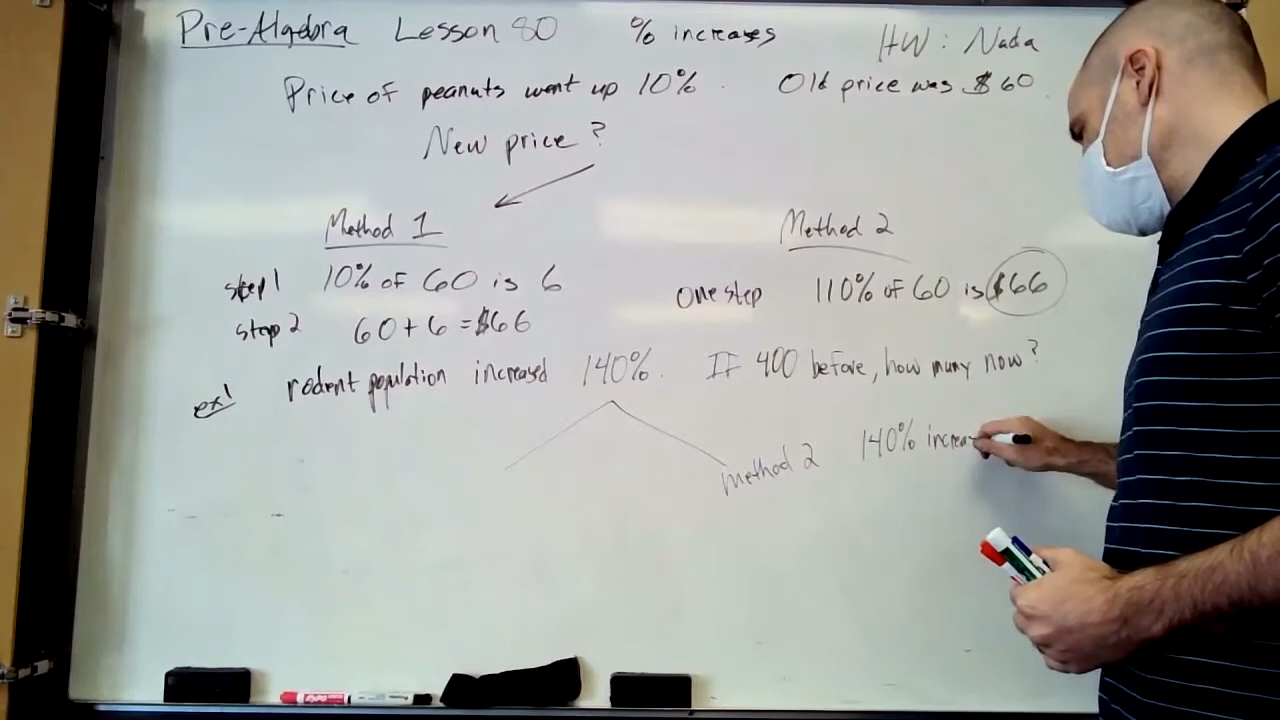 Pre-Algebra Lesson 80 % increases HW: Nada
Price of peanuts went up 10%. Old price was $60.
New price?
Method 1
step 1 10% of 60 is 6
step 2 60 + 6 = $66
Method 2
One step 110% of 60 is $66
ex! rodent population increased 140%. If 400 before, how many now?
Method 2 140% increa
EXPO